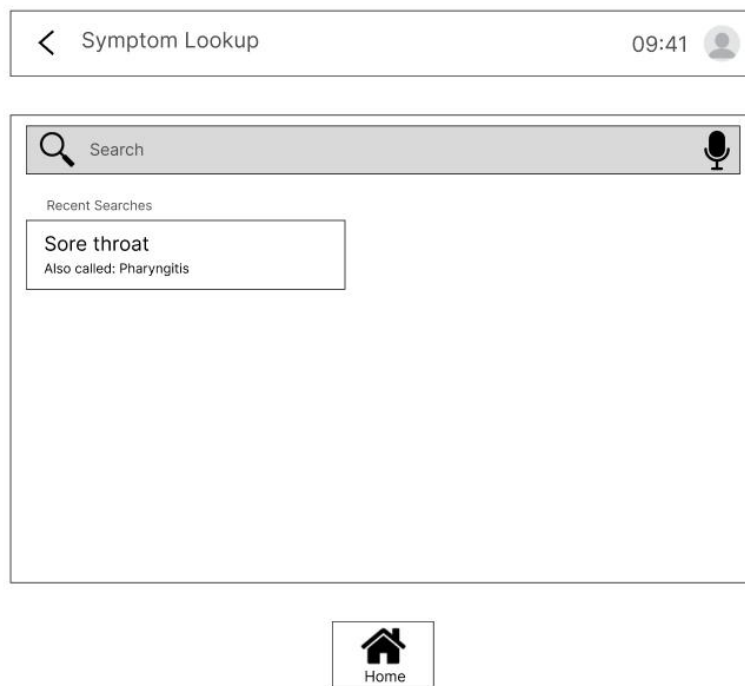 Symptom Lookup
09:41
Search
Recent Searches
Sore throat
Also called: Pharyngitis
Home